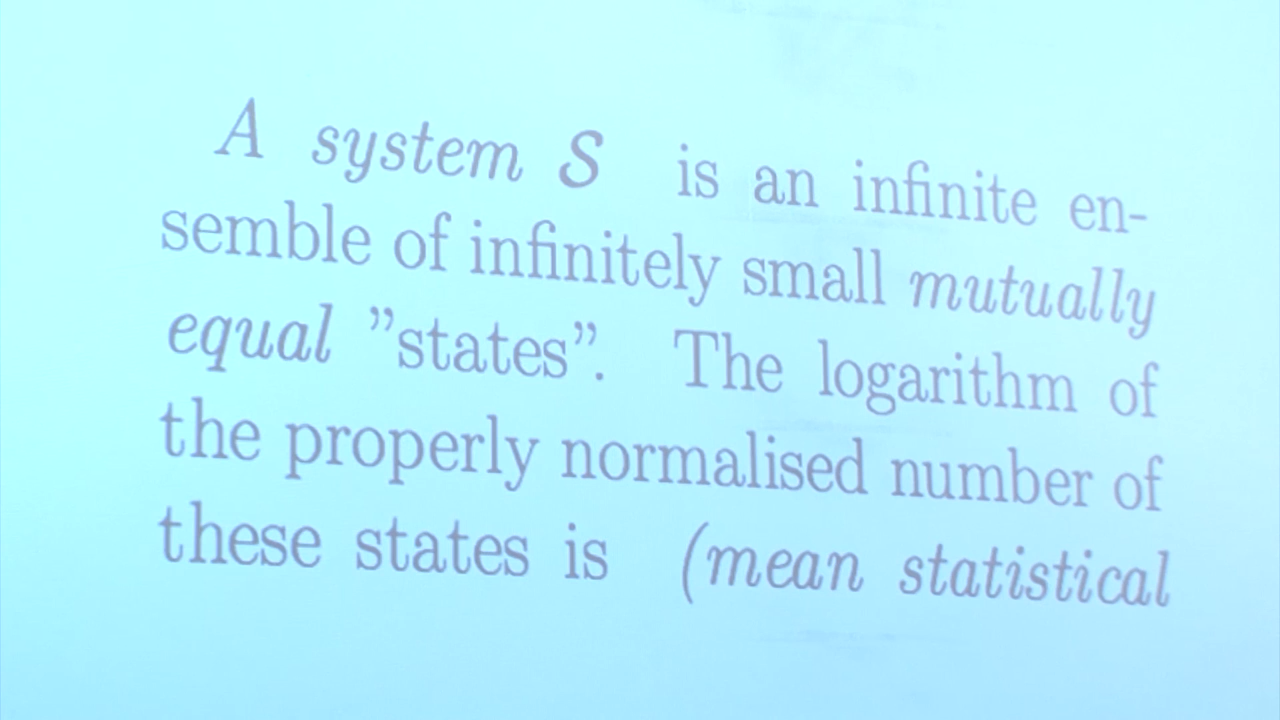 A system S is an infinite en-
semble of infinitely small mutually
equal ”states”. The logarithm of
the properly normalised number of
these states is (mean statistical